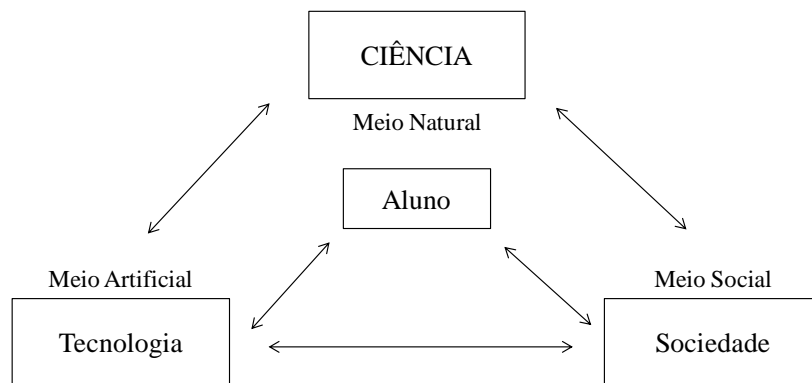 CIÊNCIA
Meio Natural
Aluno
Meio Artificial
Meio Social
Tecnologia
Sociedade